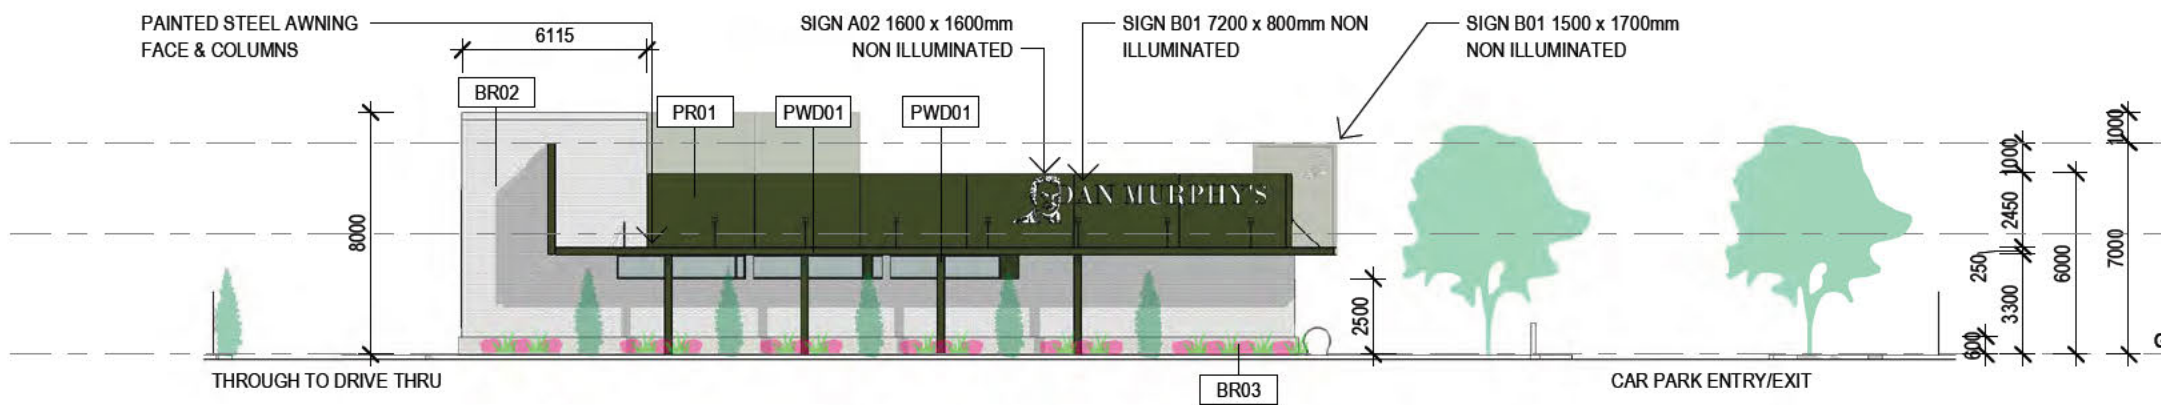 PAINTED STEEL AWNING
FACE & COLUMNS
6115
SIGN A02 1600 x 1600mm
NON ILLUMINATED
SIGN B01 7200 x 800mm NON
ILLUMINATED
SIGN B01 1500 x 1700mm
NON ILLUMINATED
BR02
PR01
PWD01
PWD01
DAN MURPHY'S
8000
2500
1000
2450
250
3300
600
6000
1000
7000
THROUGH TO DRIVE THRU
BR03
CAR PARK ENTRY/EXIT